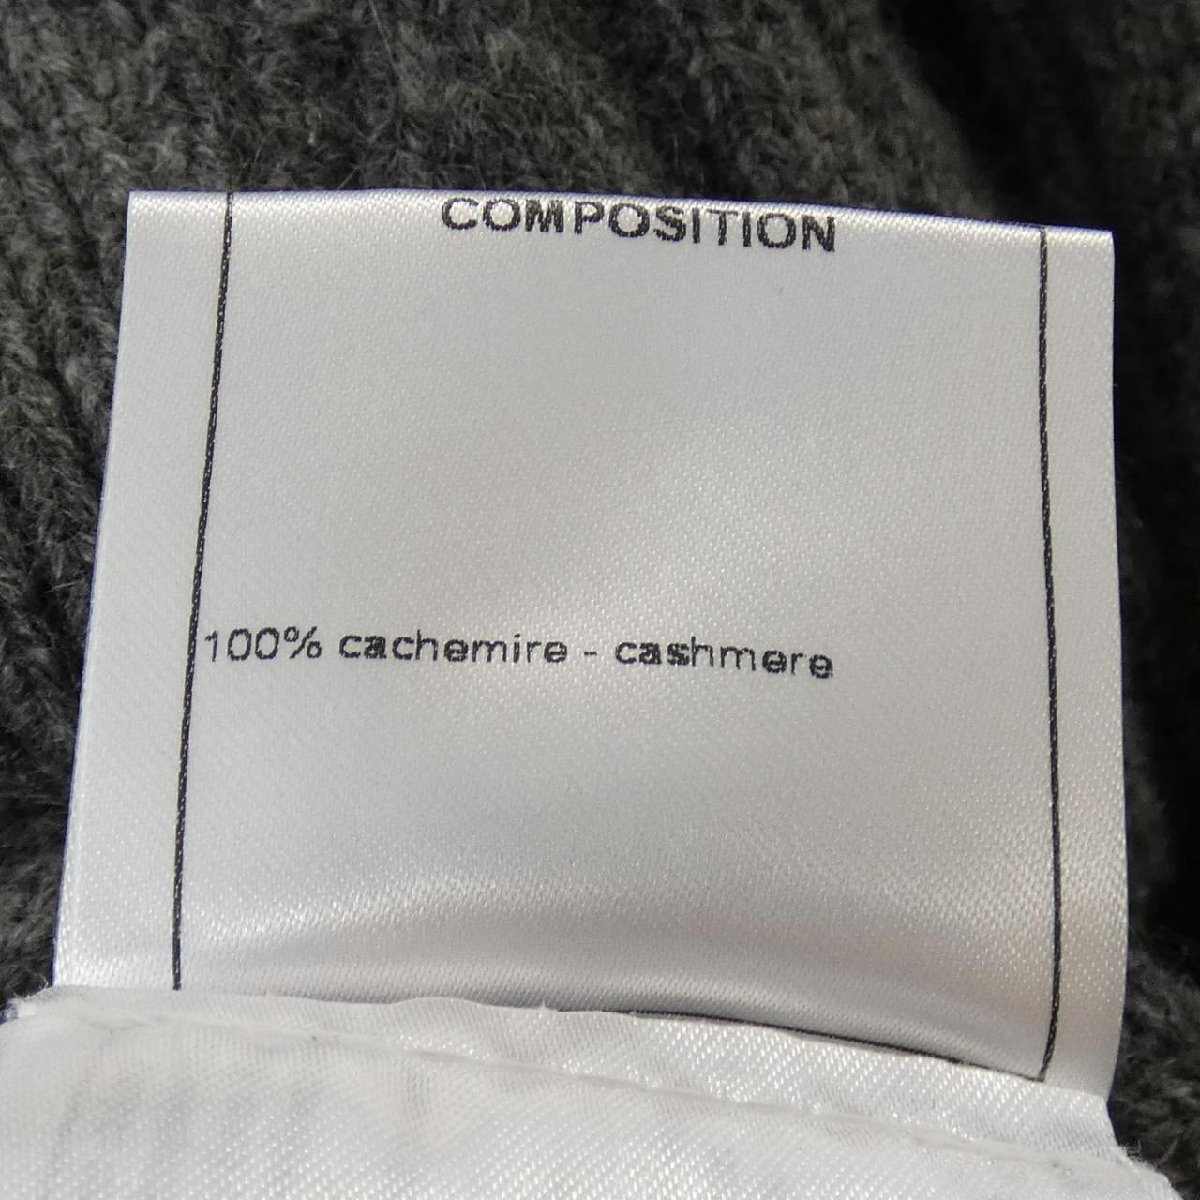 COMPOSITION
100% cachemire - cashmere